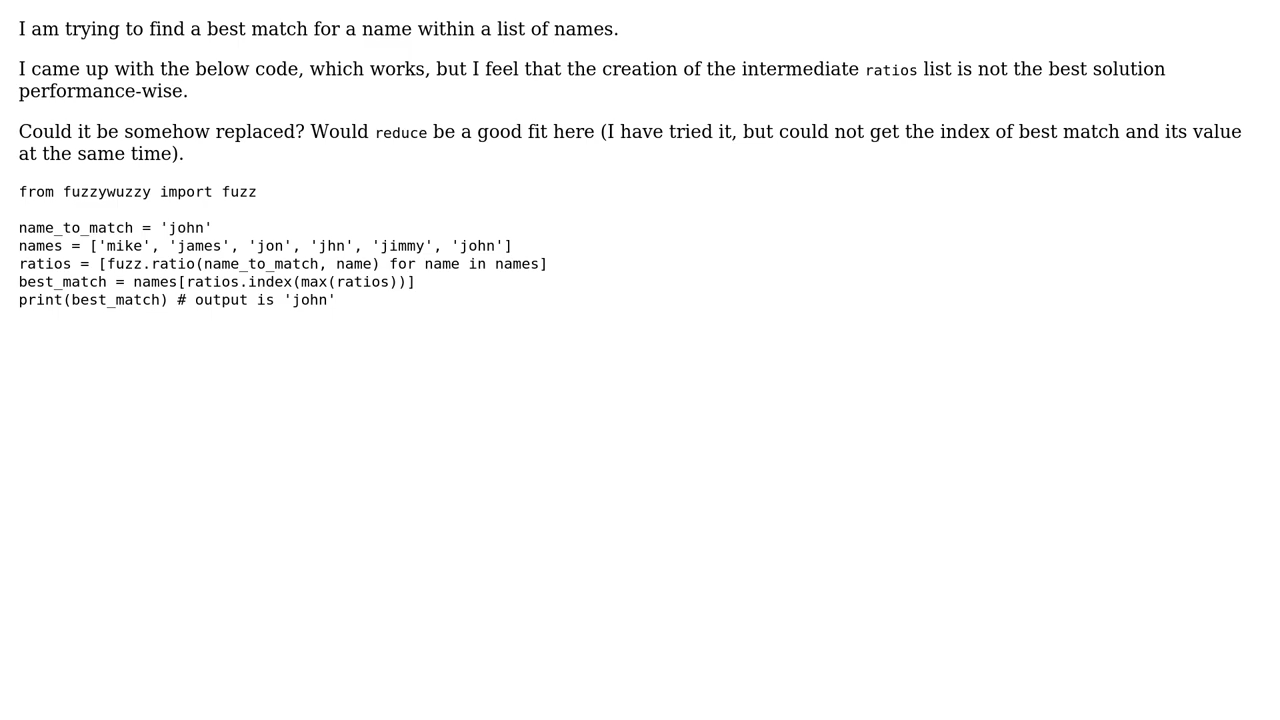 I am trying to find a best match for a name within a list of names.
I came up with the below code, which works, but I feel that the creation of the intermediate ratios list is not the best solution
performance-wise.
Could it be somehow replaced? Would reduce be a good fit here (I have tried it, but could not get the index of best match and its value
at the same time).
from fuzzywuzzy import fuzz
name_to_match = 'john'
names = ['mike', 'james', 'jon', 'jhn', 'jimmy', 'john']
ratios = [fuzz.ratio(name_to_match, name) for name in names]
best_match = names[ratios.index(max(ratios))]
print(best_match) # output is 'john'